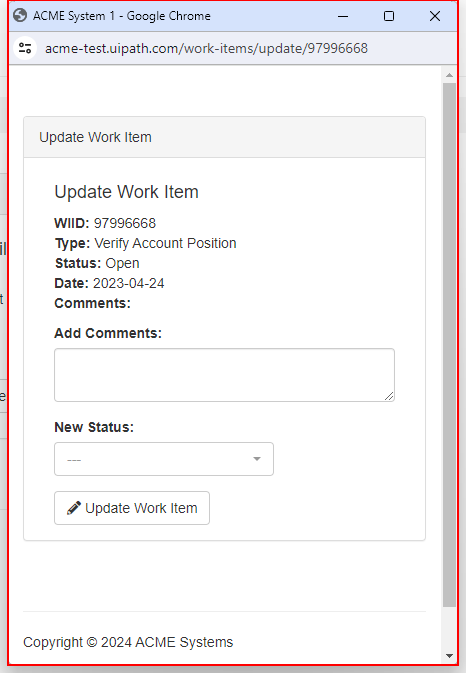 ACME System 1 - Google Chrome
acme-test.uipath.com/work-items/update/97996668
Update Work Item
Update Work Item
WIID: 97996668
Type: Verify Account Position
Status: Open
Date: 2023-04-24
Comments:
Add Comments:
New Status:
---
Update Work Item
Copyright © 2024 ACME Systems